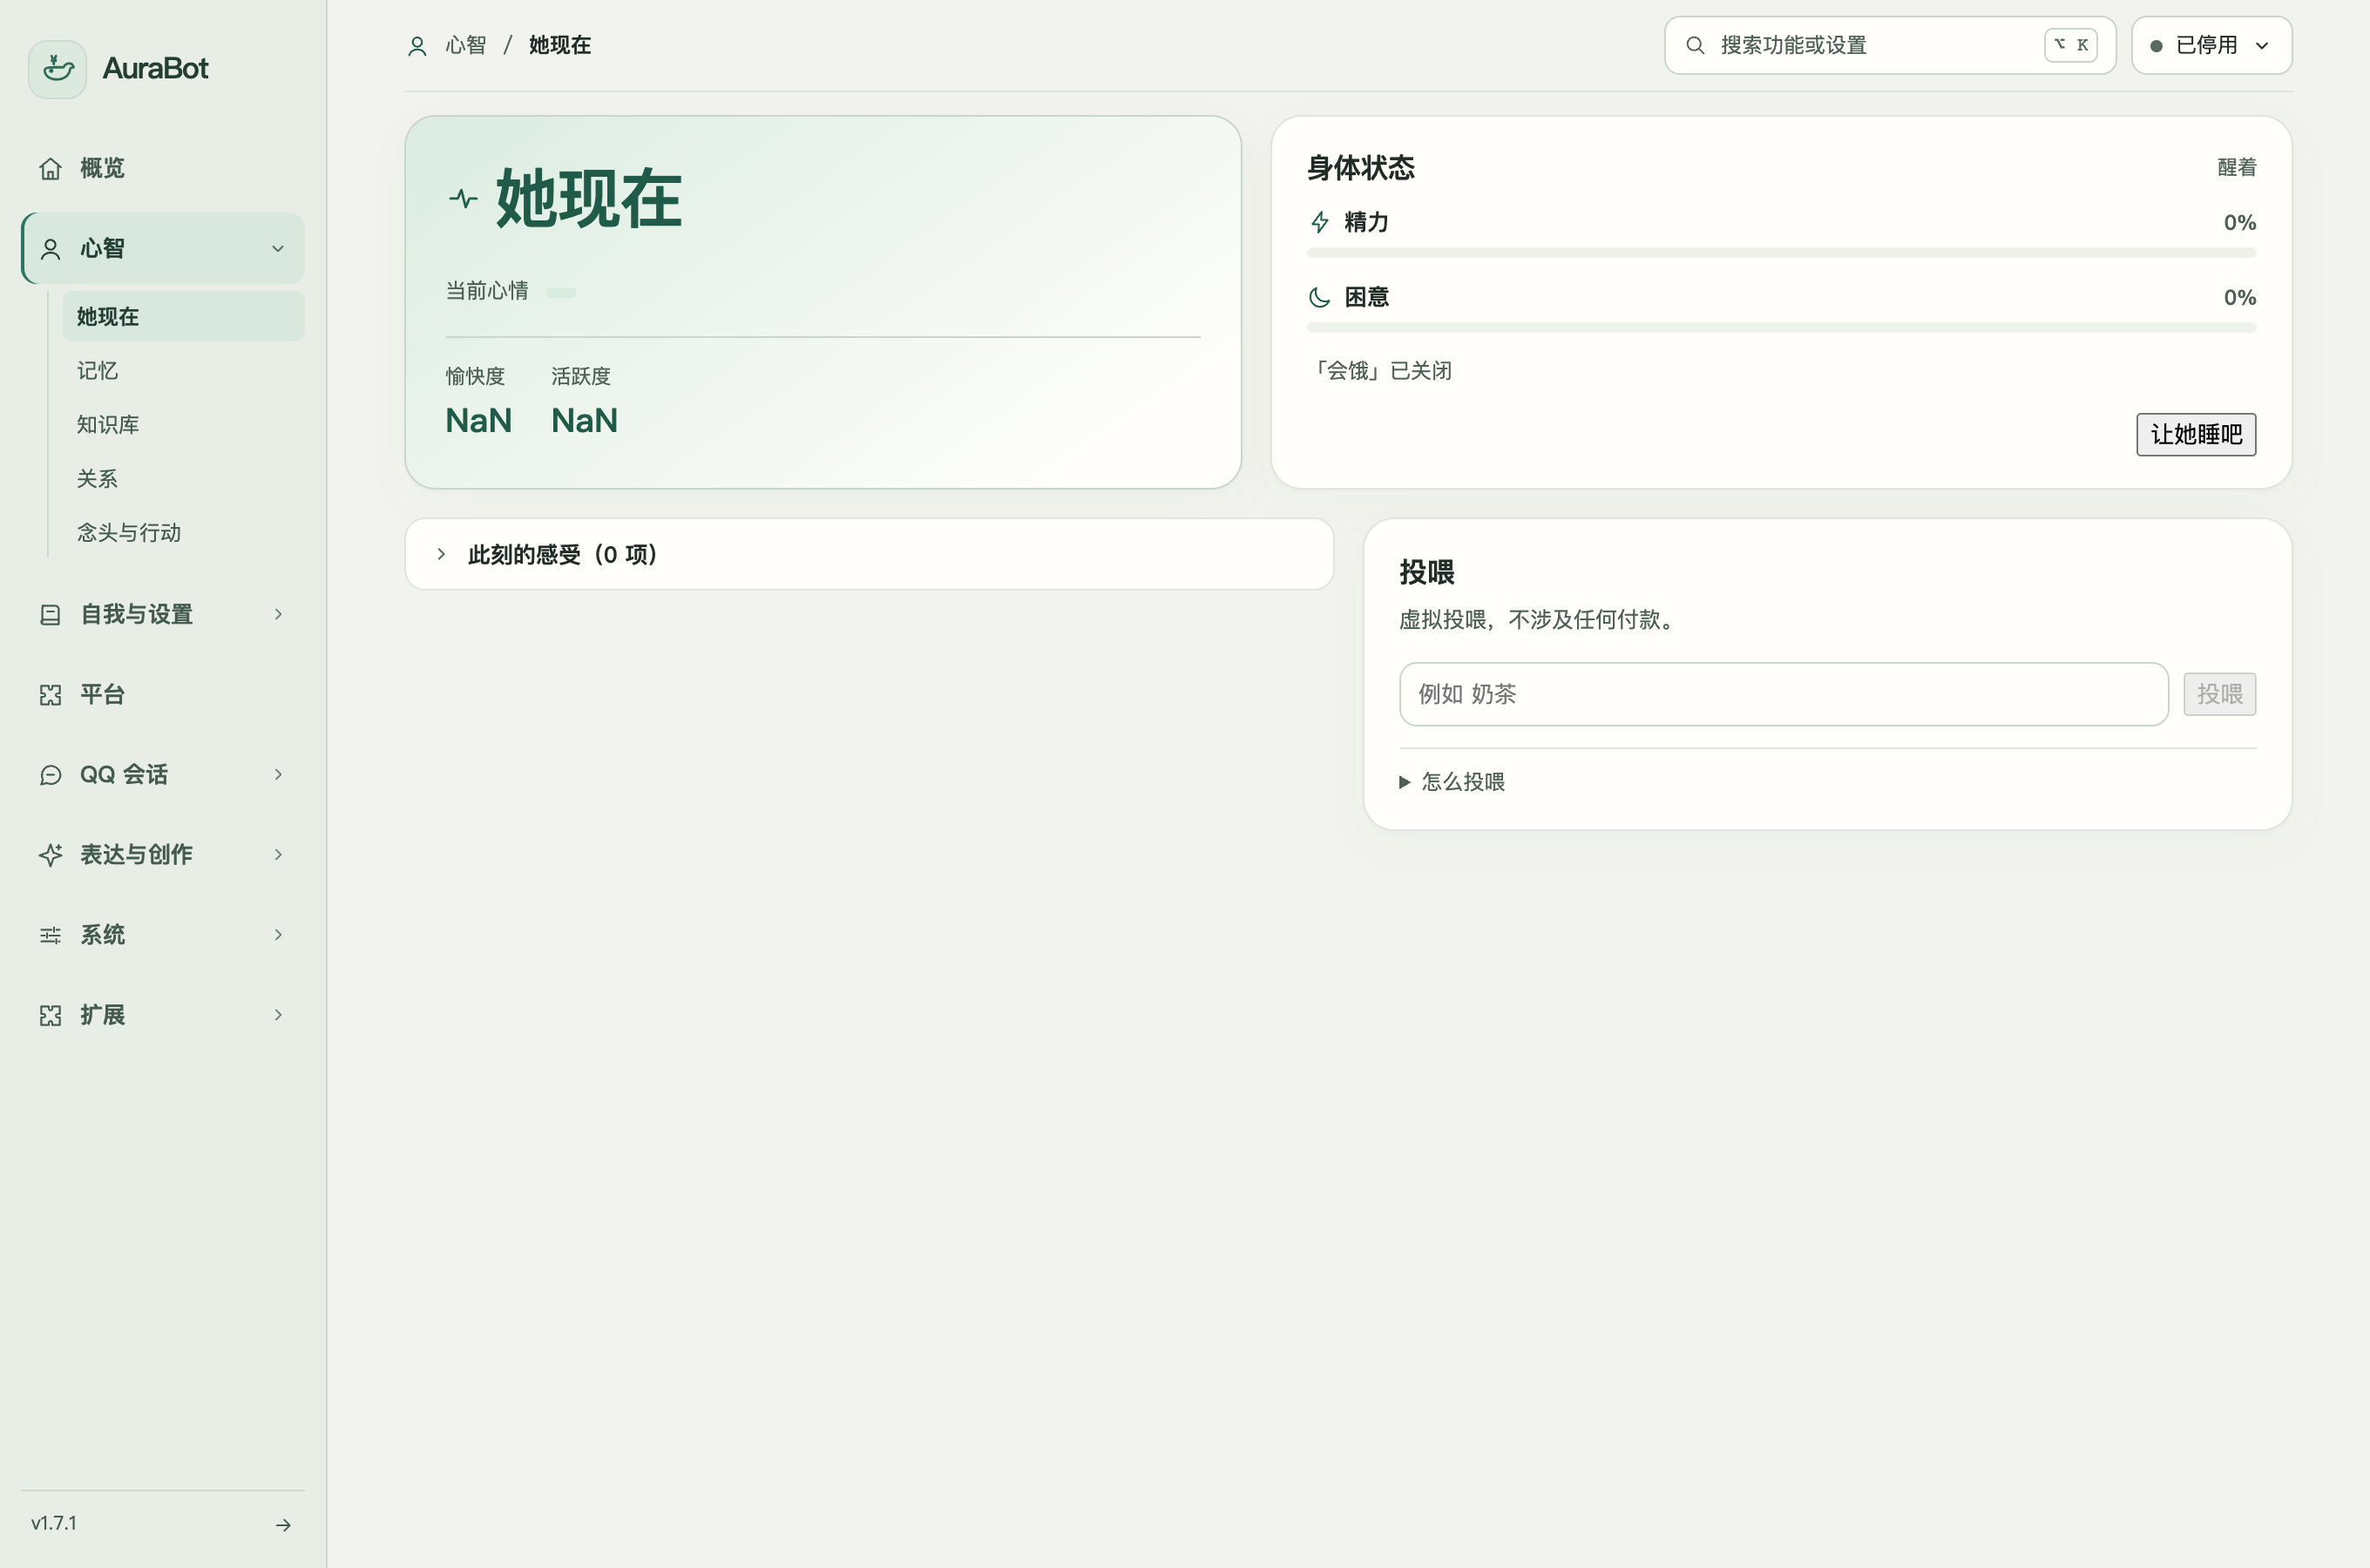 AuraBot
概览
心智
她现在
记忆
知识库
关系
念头与行动
自我与设置
平台
QQ 会话
表达与创作
系统
扩展
v1.7.1
心智 / 她现在
搜索功能或设置
⌥ K
已停用
她现在
当前心情
愉快度 活跃度
NaN NaN
身体状态
醒着
精力
0%
困意
0%
「会饿」已关闭
让她睡吧
此刻的感受（0 项）
投喂
虚拟投喂，不涉及任何付款。
例如 奶茶
投喂
怎么投喂